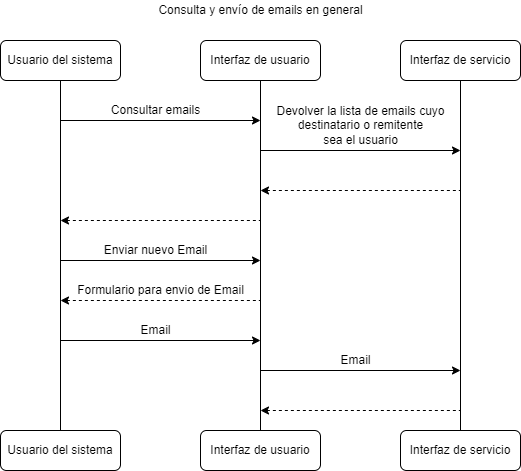 Consulta y envío de emails en general
Usuario del sistema
Interfaz de usuario
Interfaz de servicio
Consultar emails
Devolver la lista de emails cuyo
destinatario o remitente
sea el usuario
Enviar nuevo Email
Formulario para envio de Email
Email
Email
Usuario del sistema
Interfaz de usuario
Interfaz de servicio